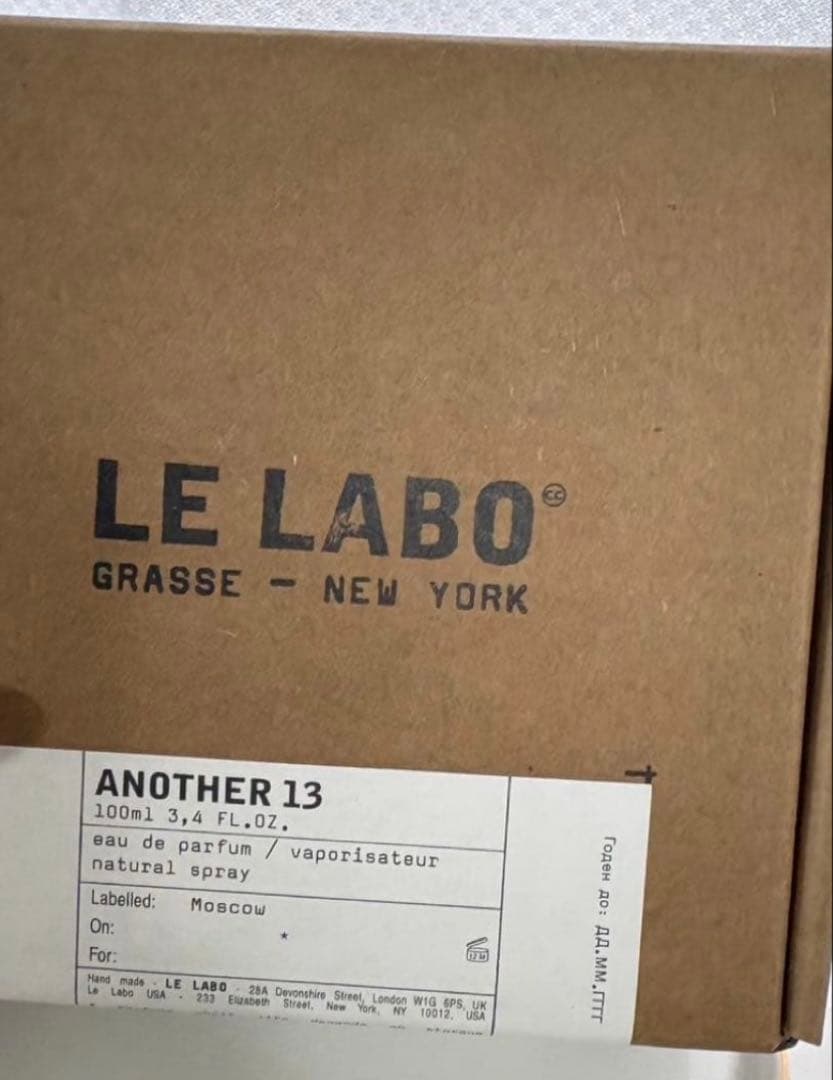 LE LABO
GRASSE - NEW YORK
ANOTHER 13
100ml 3,4 FL.OZ.
eau de parfum / vaporisateur
natural spray
Labelled: Moscow
On: *
For:
12 M
Hand made - LE LABO - 28A Devonshire Street, London W1G 6PS, UK
Le Labo USA - 233 Elizabeth Street, New York, NY 10012, USA
Годен до: ДД.ММ.ГГГГ